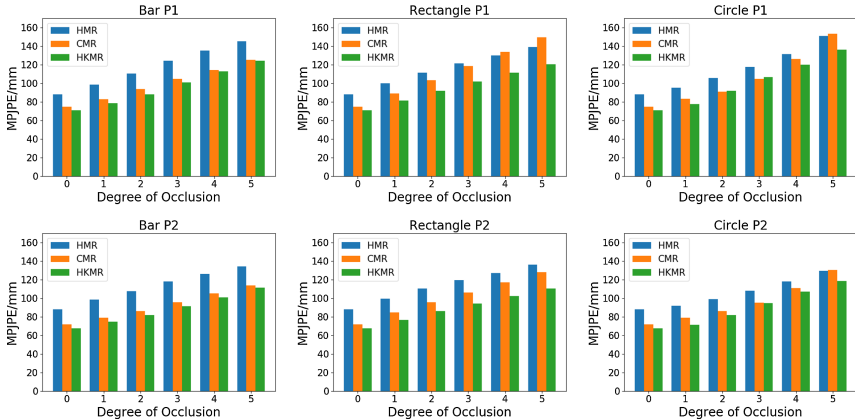 Bar P1
160
140
120
100
80
60
40
20
0
MPJPE/mm
HMR
CMR
HKMR
0 1 2 3 4 5
Degree of Occlusion
Rectangle P1
160
140
120
100
80
60
40
20
0
MPJPE/mm
HMR
CMR
HKMR
0 1 2 3 4 5
Degree of Occlusion
Circle P1
160
140
120
100
80
60
40
20
0
MPJPE/mm
HMR
CMR
HKMR
0 1 2 3 4 5
Degree of Occlusion
Bar P2
160
140
120
100
80
60
40
20
0
MPJPE/mm
HMR
CMR
HKMR
0 1 2 3 4 5
Degree of Occlusion
Rectangle P2
160
140
120
100
80
60
40
20
0
MPJPE/mm
HMR
CMR
HKMR
0 1 2 3 4 5
Degree of Occlusion
Circle P2
160
140
120
100
80
60
40
20
0
MPJPE/mm
HMR
CMR
HKMR
0 1 2 3 4 5
Degree of Occlusion